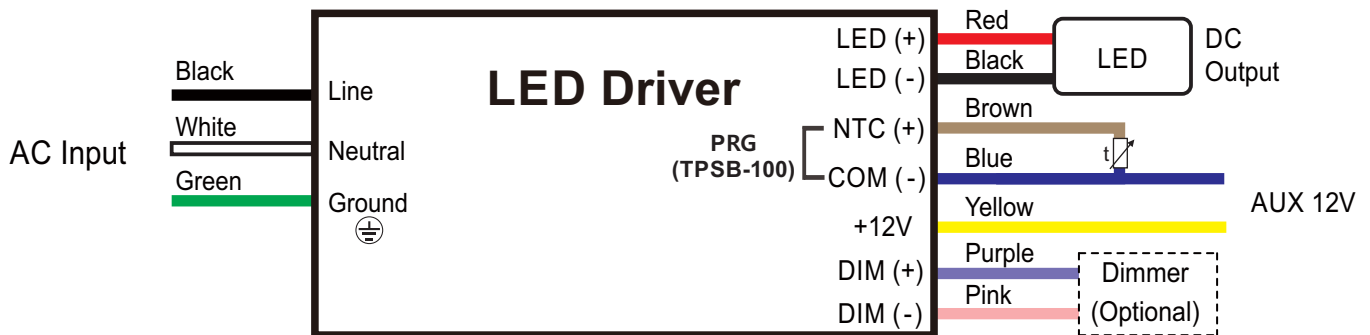 AC Input
Black
White
Green
Line
Neutral
Ground
LED Driver
PRG
(TPSB-100)
LED (+)
LED (-)
NTC (+)
COM (-)
+12V
DIM (+)
DIM (-)
Red
Black
Brown
Blue
Yellow
Purple
Pink
LED
DC
Output
t
AUX 12V
Dimmer
(Optional)